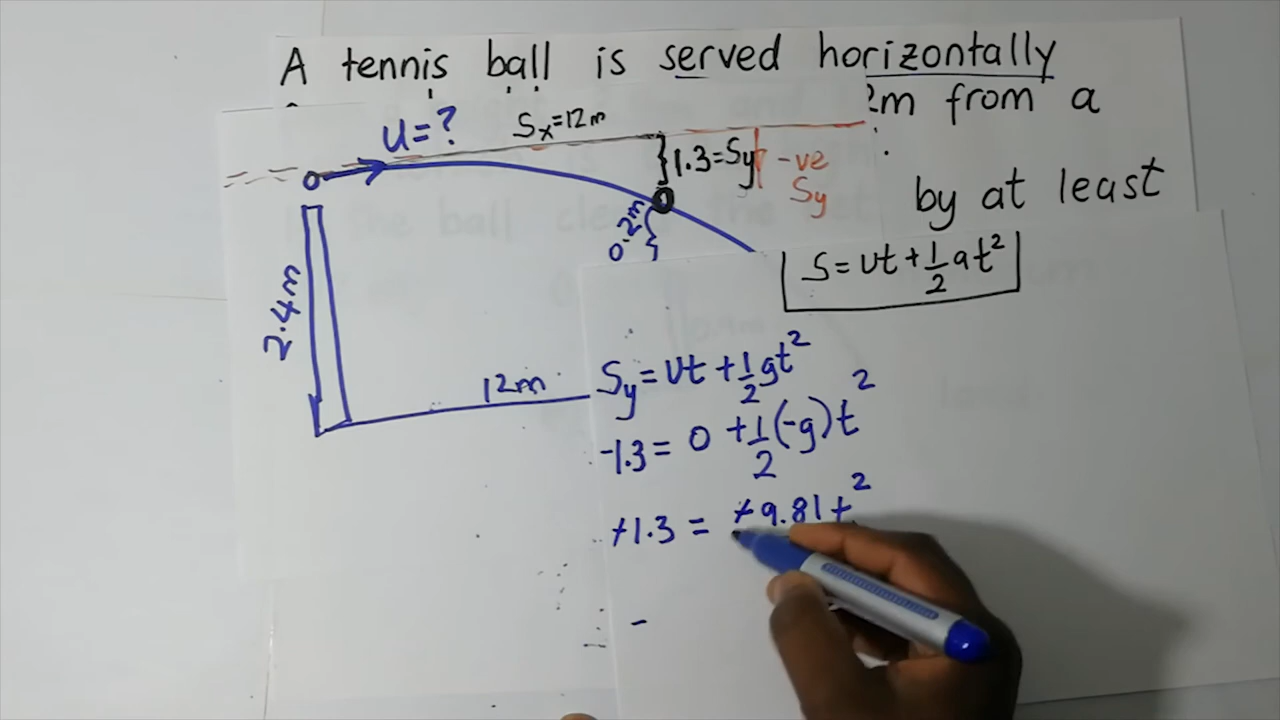 A tennis ball is served horizontally
2m from a
.
by at least
u=?
Sx=12m
}1.3=Sy
-ve
Sy
0.2m
2.4m
12m
S=ut+½at²
Sy=ut+½gt²
-1.3= 0 +½(-g)t²
+1.3 = +9.81t²
-